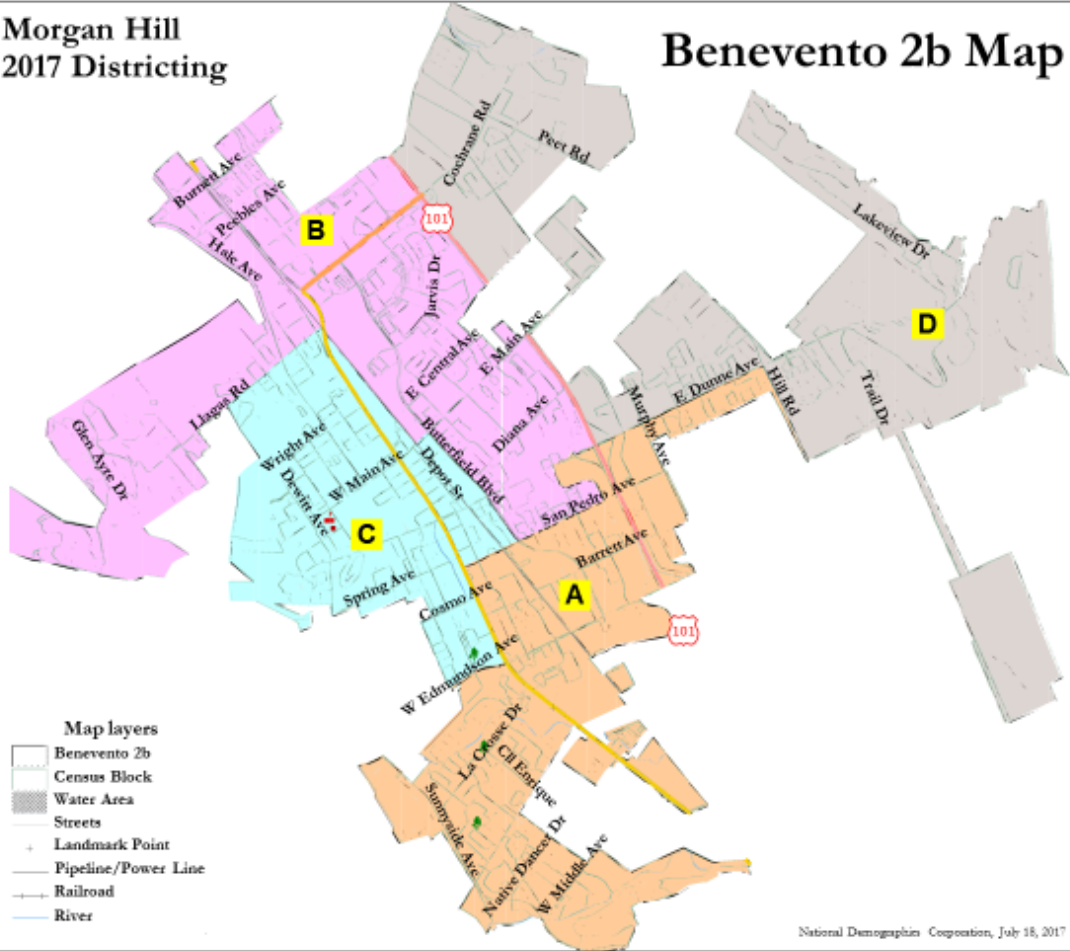 Morgan Hill
2017 Districting
Benevento 2b Map
Cochrane Rd
Peet Rd
Burnett Ave
Peebles Ave
Hale Ave
B
101
Jarvis Dr
Lakeview Dr
D
E Central Ave
E Main Ave
Llagas Rd
Glen Ayre Dr
E Dunne Ave
Hill Rd
Trail Dr
Murphy Ave
Diana Ave
Butterfield Blvd
Wright Ave
W Main Ave
Depot St
Dewitt Ave
San Pedro Ave
C
Barrett Ave
Spring Ave
Cosmo Ave
A
101
W Edmundson Ave
La Crosse Dr
Cll Enrique
Sunnyside Ave
Native Dancer Dr
W Middle Ave
Map layers
Benevento 2b
Census Block
Water Area
Streets
Landmark Point
Pipeline/Power Line
Railroad
River
National Demographics Corporation, July 18, 2017